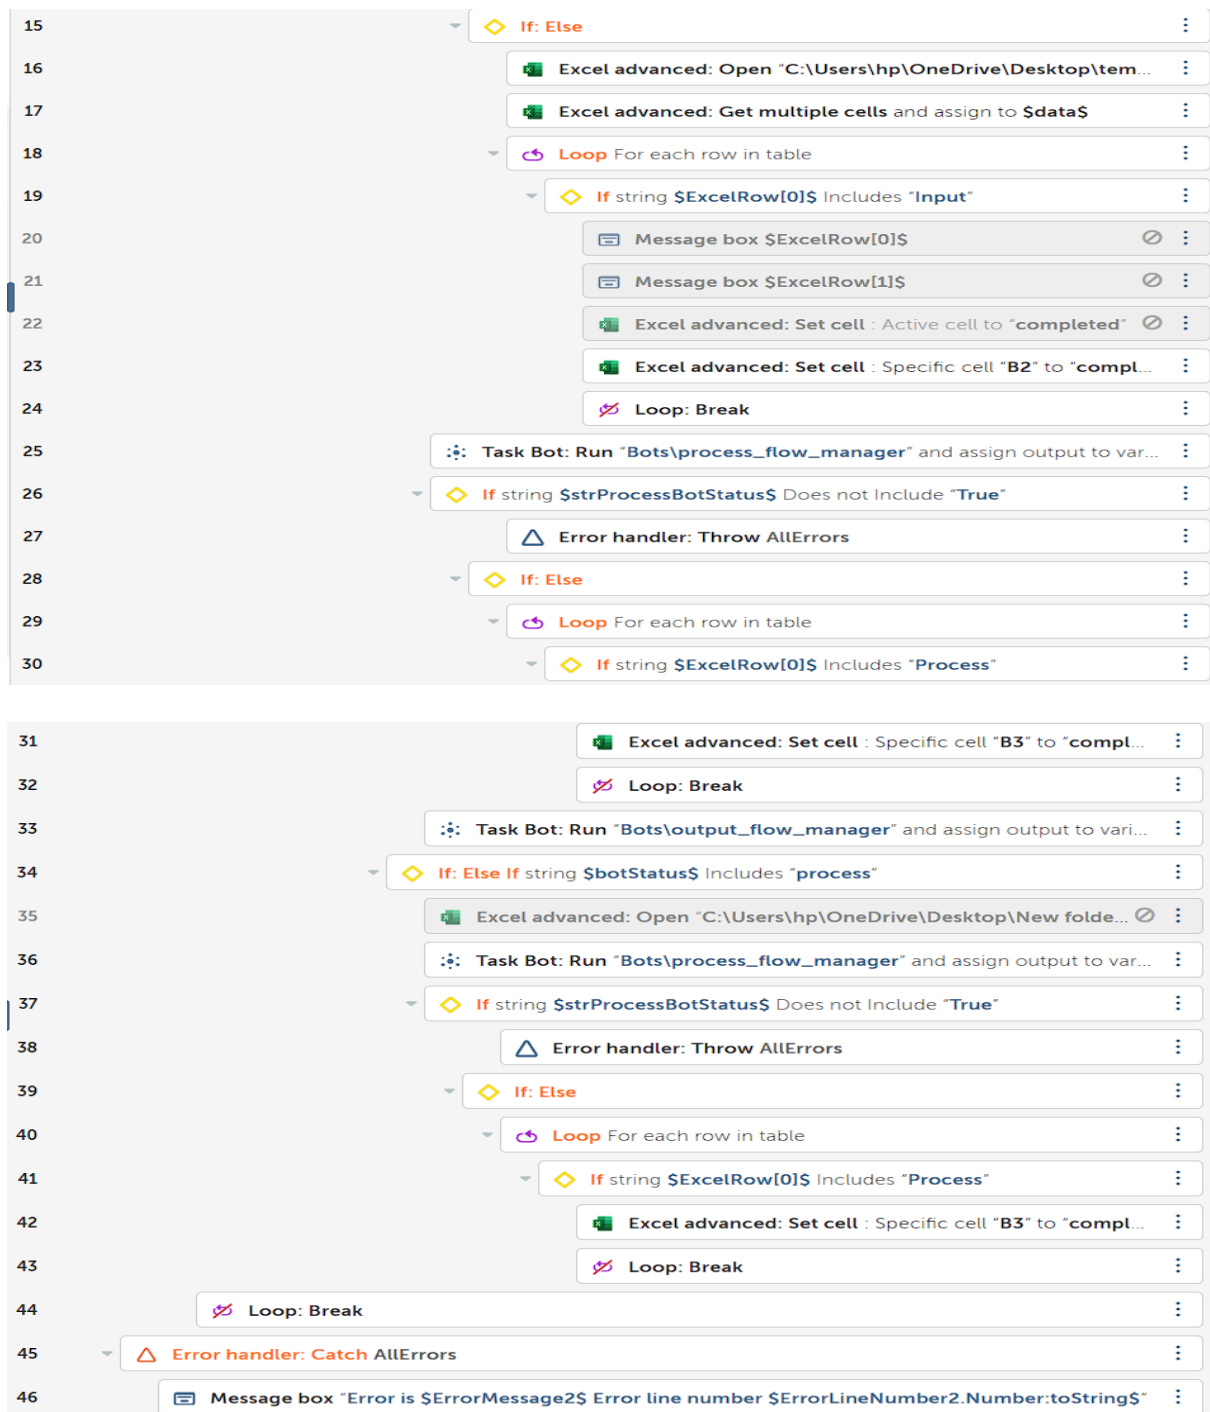 15 If: Else
16 Excel advanced: Open "C:\Users\hp\OneDrive\Desktop\tem...
17 Excel advanced: Get multiple cells and assign to $data$
18 Loop For each row in table
19 If string $ExcelRow[0]$ Includes "Input"
20 Message box $ExcelRow[0]$
21 Message box $ExcelRow[1]$
22 Excel advanced: Set cell : Active cell to "completed"
23 Excel advanced: Set cell : Specific cell "B2" to "compl...
24 Loop: Break
25 Task Bot: Run "Bots\process_flow_manager" and assign output to var...
26 If string $strProcessBotStatus$ Does not Include "True"
27 Error handler: Throw AllErrors
28 If: Else
29 Loop For each row in table
30 If string $ExcelRow[0]$ Includes "Process"
31 Excel advanced: Set cell : Specific cell "B3" to "compl...
32 Loop: Break
33 Task Bot: Run "Bots\output_flow_manager" and assign output to vari...
34 If: Else If string $botStatus$ Includes "process"
35 Excel advanced: Open "C:\Users\hp\OneDrive\Desktop\New folde...
36 Task Bot: Run "Bots\process_flow_manager" and assign output to var...
37 If string $strProcessBotStatus$ Does not Include "True"
38 Error handler: Throw AllErrors
39 If: Else
40 Loop For each row in table
41 If string $ExcelRow[0]$ Includes "Process"
42 Excel advanced: Set cell : Specific cell "B3" to "compl...
43 Loop: Break
44 Loop: Break
45 Error handler: Catch AllErrors
46 Message box "Error is $ErrorMessage2$ Error line number $ErrorLineNumber2.Number:toString$"